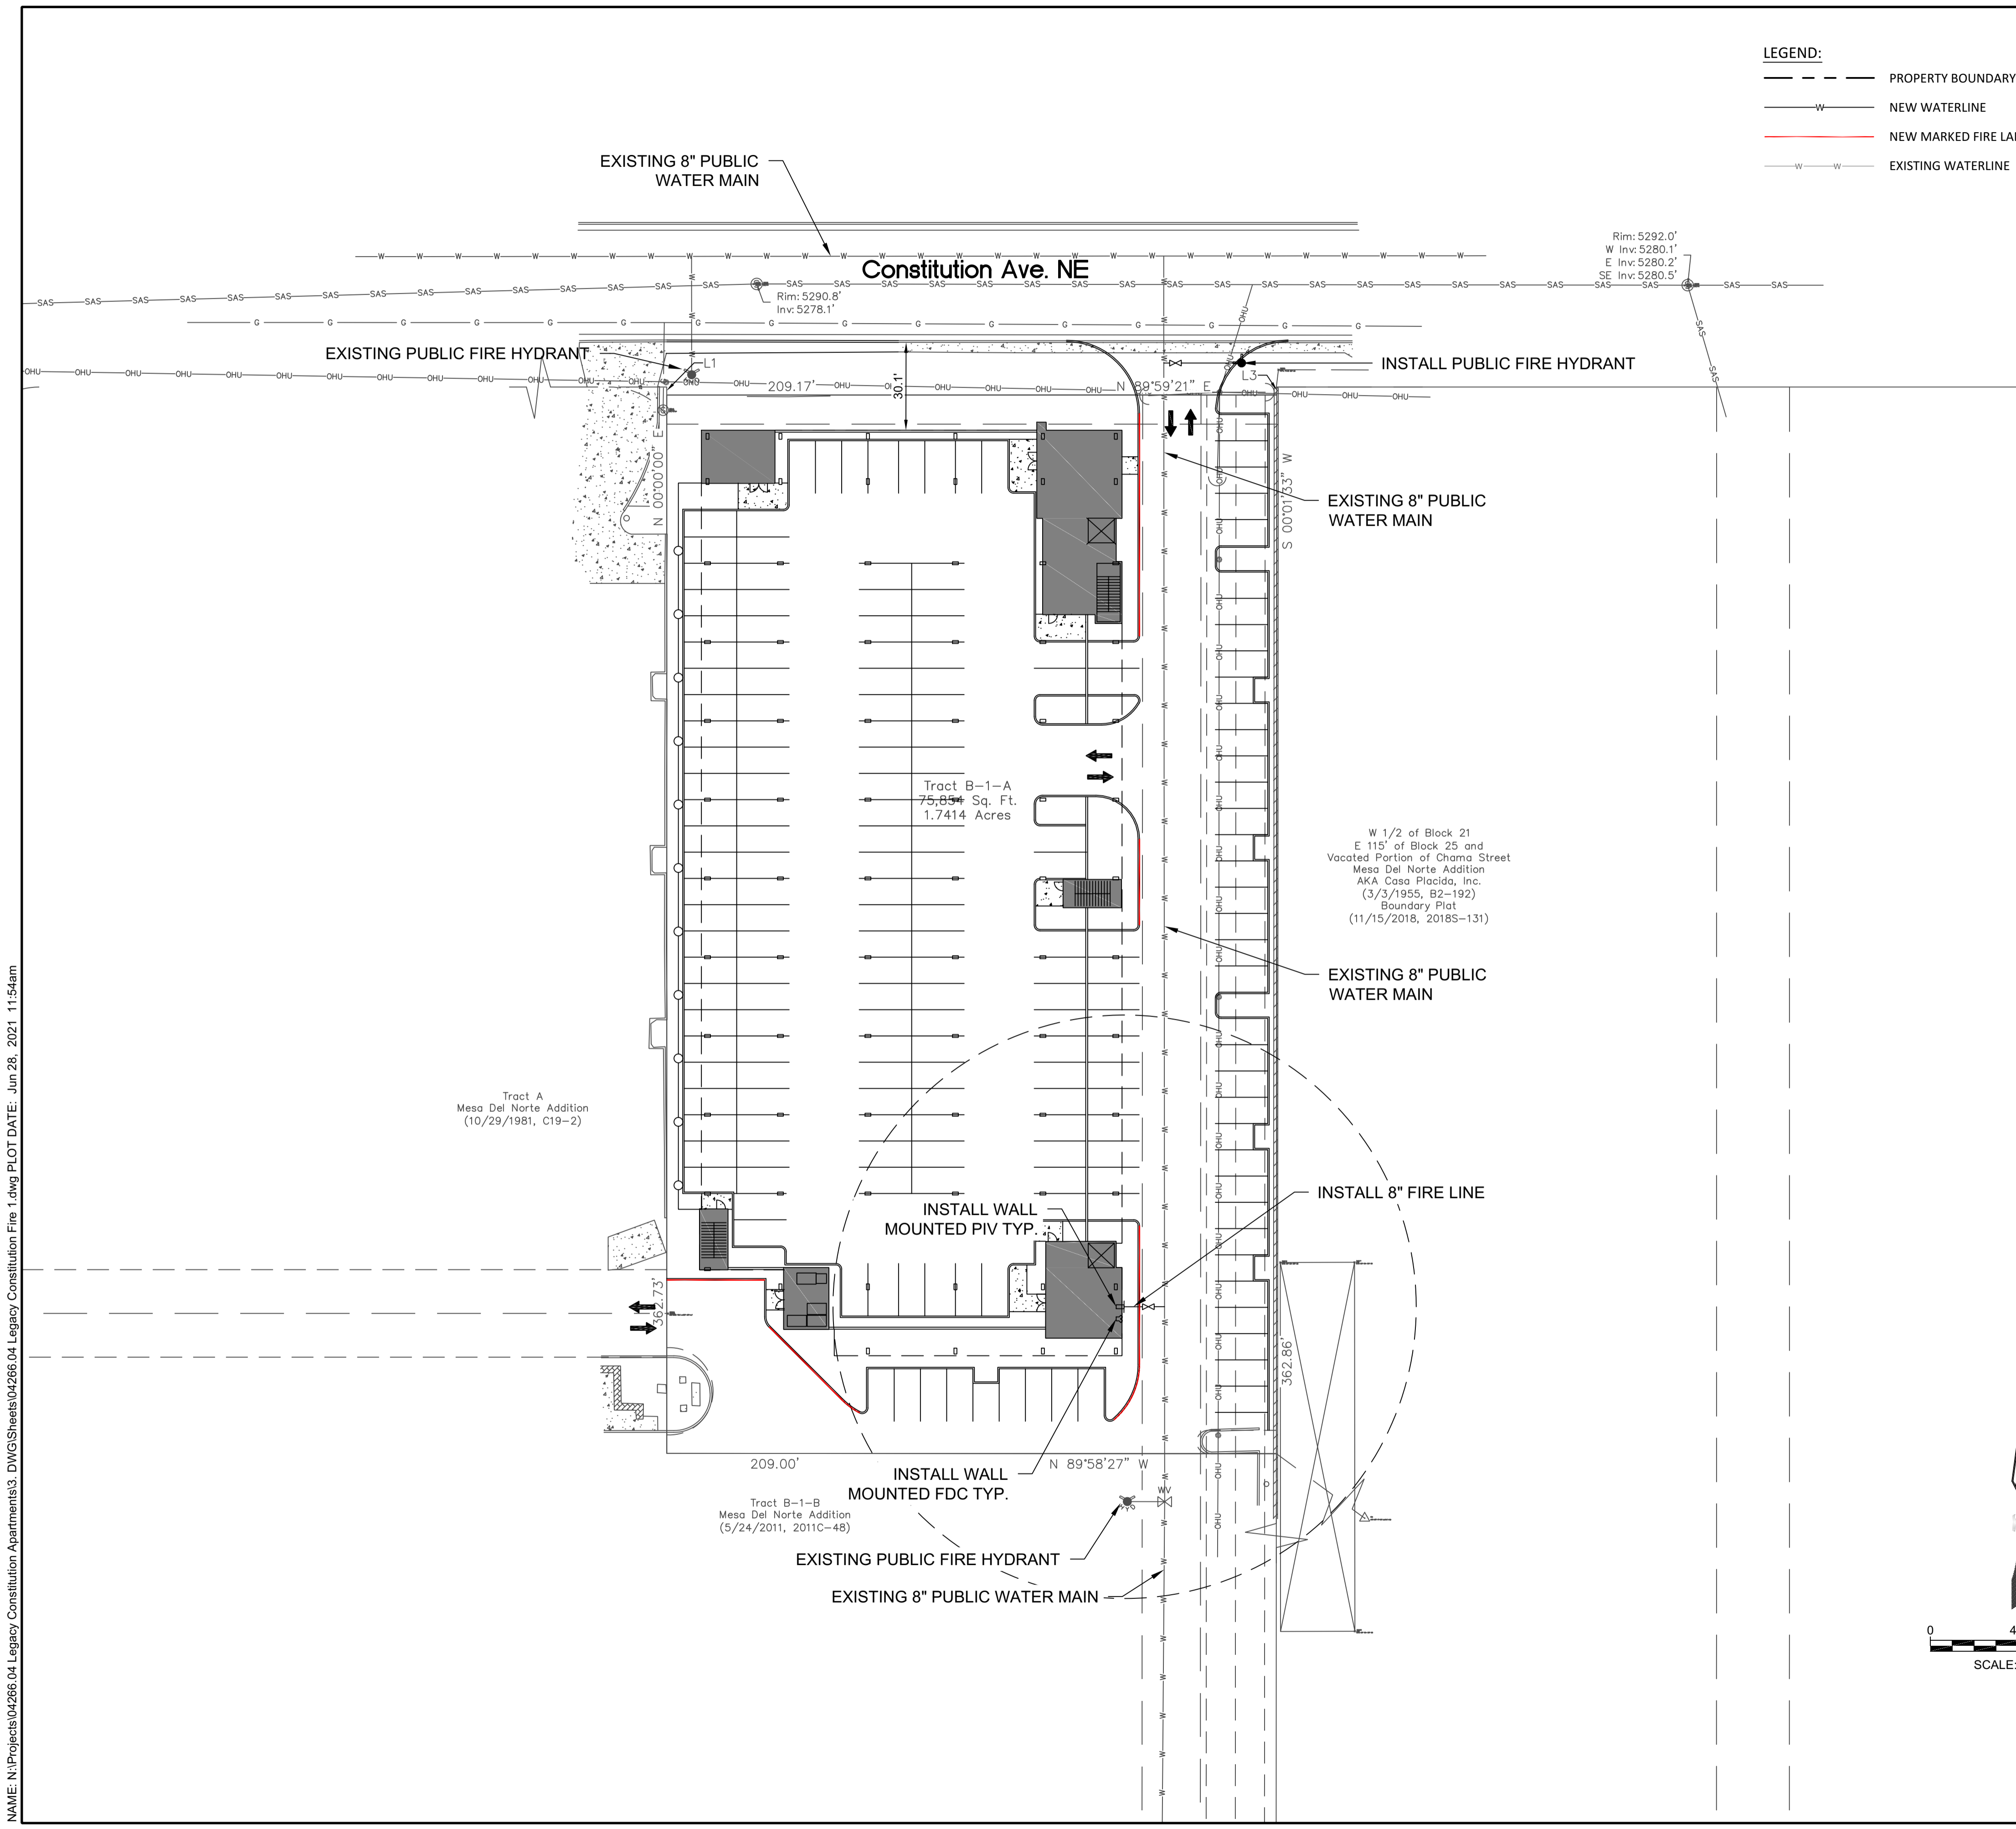 LEGEND:
PROPERTY BOUNDARY
W
NEW WATERLINE
NEW MARKED FIRE LA
W W
EXISTING WATERLINE
EXISTING 8" PUBLIC
WATER MAIN
Rim: 5292.0'
W Inv: 5280.1'
E Inv: 5280.2'
SE Inv: 5280.5'
Constitution Ave. NE
Rim: 5290.8'
Inv: 5278.1'
EXISTING PUBLIC FIRE HYDRANT
L1
INSTALL PUBLIC FIRE HYDRANT
L3
209.17'
30.1'
N 89°59'21" E
N 00°00'00" E
S 00°01'33" W
EXISTING 8" PUBLIC
WATER MAIN
Tract B-1-A
75,854 Sq. Ft.
1.7414 Acres
W 1/2 of Block 21
E 115' of Block 25 and
Vacated Portion of Chama Street
Mesa Del Norte Addition
AKA Casa Placida, Inc.
(3/3/1955, B2-192)
Boundary Plat
(11/15/2018, 2018S-131)
EXISTING 8" PUBLIC
WATER MAIN
Tract A
Mesa Del Norte Addition
(10/29/1981, C19-2)
INSTALL 8" FIRE LINE
INSTALL WALL
MOUNTED PIV TYP.
362.73'
362.86'
209.00'
N 89°58'27" W
INSTALL WALL
MOUNTED FDC TYP.
WV
Tract B-1-B
Mesa Del Norte Addition
(5/24/2011, 2011C-48)
EXISTING PUBLIC FIRE HYDRANT
EXISTING 8" PUBLIC WATER MAIN
0 4
SCALE:
NAME: N:\Projects\04266.04 Legacy Constitution Apartments\3. DWG\Sheets\04266.04 Legacy Constitution Fire 1.dwg PLOT DATE: Jun 28, 2021 11:54am